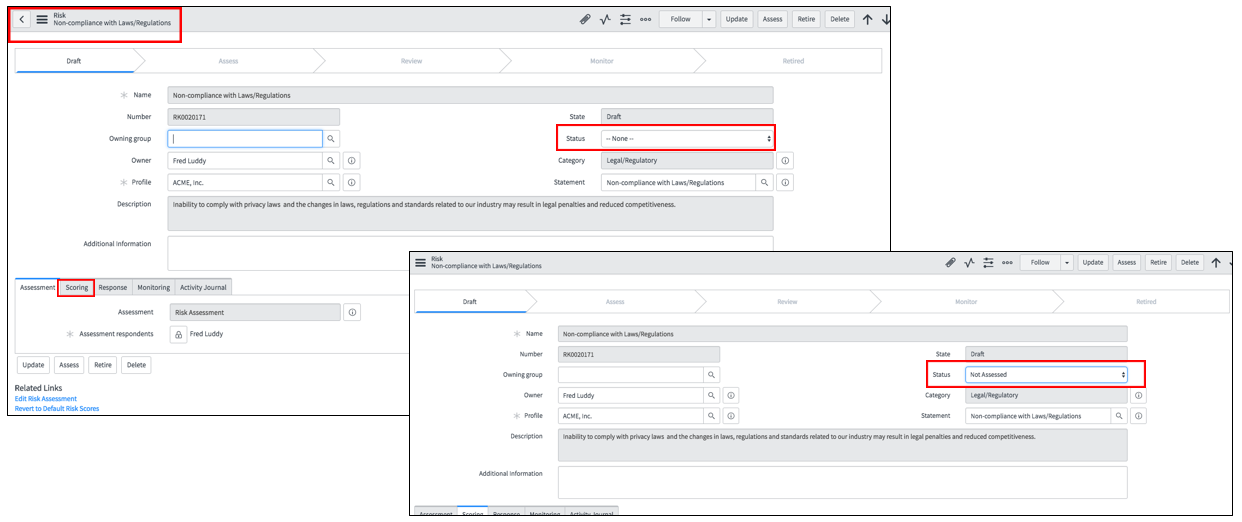 Risk
Non-compliance with Laws/Regulations
Follow Update Assess Retire Delete
Draft Assess Review Monitor Retired
Name Non-compliance with Laws/Regulations
Number RK0020171 State Draft
Owning group Status -- None --
Owner Fred Luddy Category Legal/Regulatory
Profile ACME, Inc. Statement Non-compliance with Laws/Regulations
Description Inability to comply with privacy laws and the changes in laws, regulations and standards related to our industry may result in legal penalties and reduced competitiveness.
Additional Information
Assessment Scoring Response Monitoring Activity Journal
Assessment Risk Assessment
Assessment respondents Fred Luddy
Update Assess Retire Delete
Related Links
Edit Risk Assessment
Revert to Default Risk Scores
Risk
Non-compliance with Laws/Regulations
Follow Update Assess Retire Delete
Draft Assess Review Monitor Retired
Name Non-compliance with Laws/Regulations
Number RK0020171 State Draft
Owning group Status Not Assessed
Owner Fred Luddy Category Legal/Regulatory
Profile ACME, Inc. Statement Non-compliance with Laws/Regulations
Description Inability to comply with privacy laws and the changes in laws, regulations and standards related to our industry may result in legal penalties and reduced competitiveness.
Additional Information
Assessment Scoring Response Monitoring Activity Journal